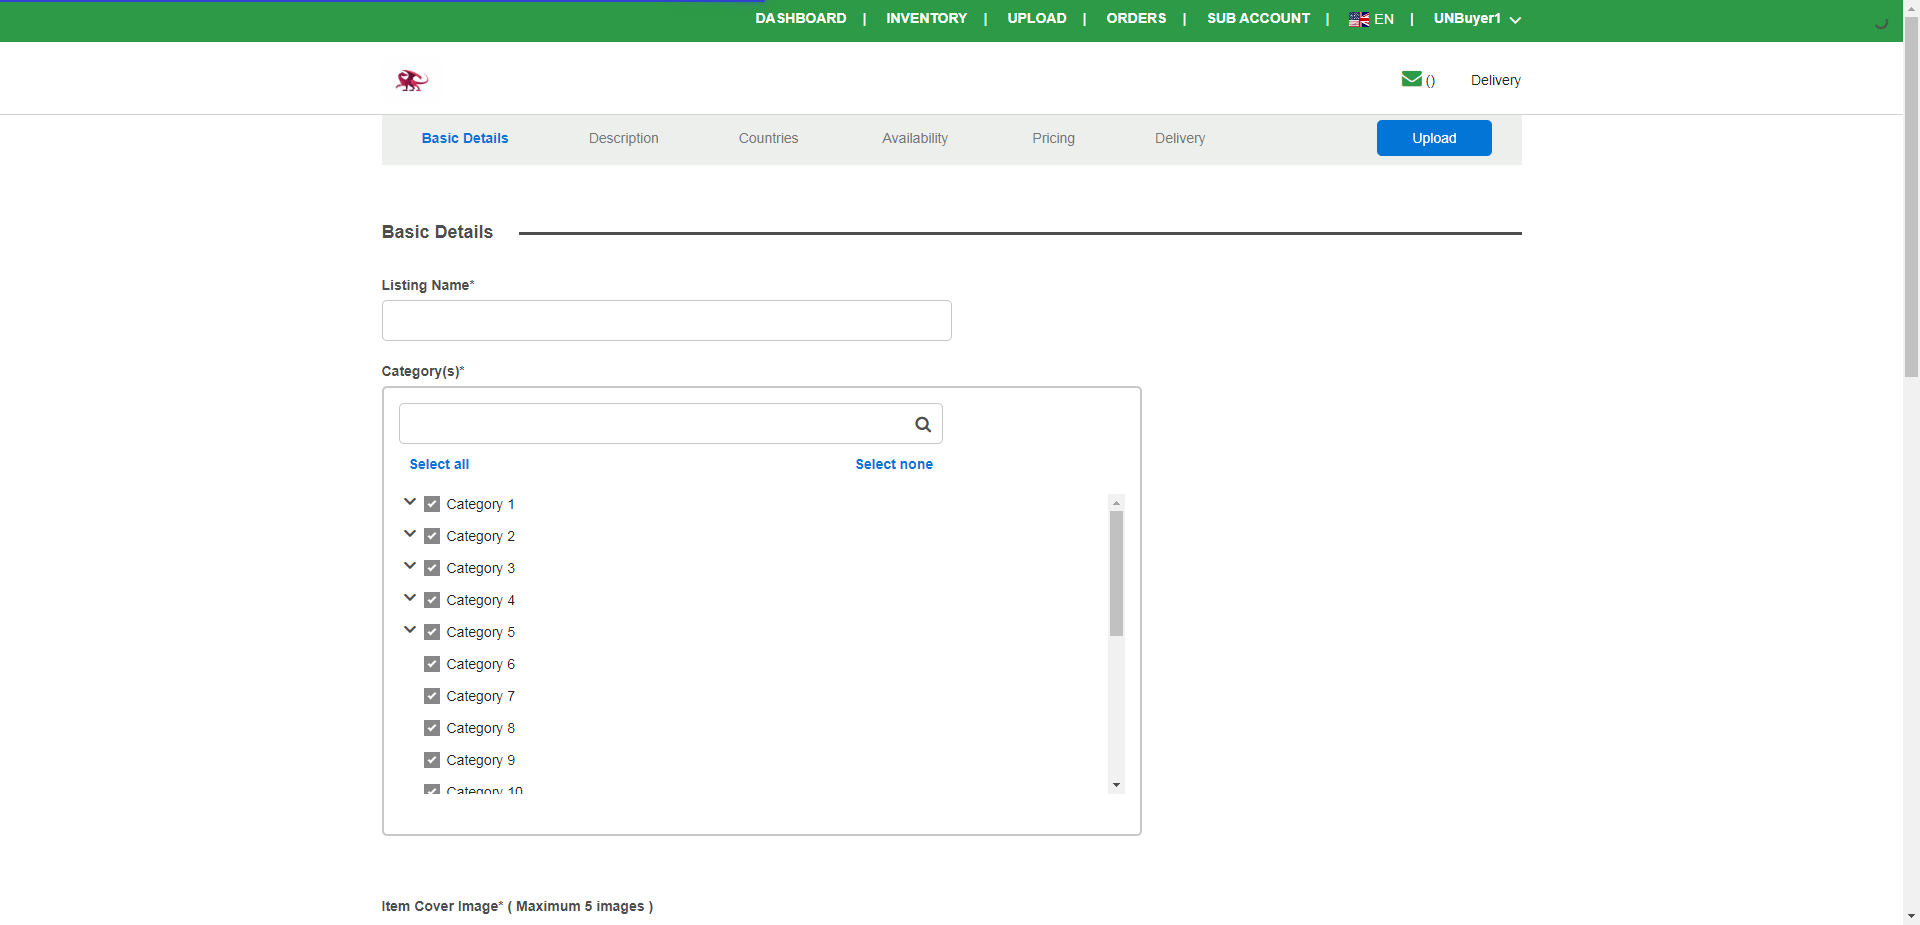 DASHBOARD | INVENTORY | UPLOAD | ORDERS | SUB ACCOUNT | EN | UNBuyer1
() Delivery
Basic Details Description Countries Availability Pricing Delivery Upload
Basic Details
Listing Name*
Category(s)*
Select all Select none
Category 1
Category 2
Category 3
Category 4
Category 5
Category 6
Category 7
Category 8
Category 9
Category 10
Item Cover Image* ( Maximum 5 images )